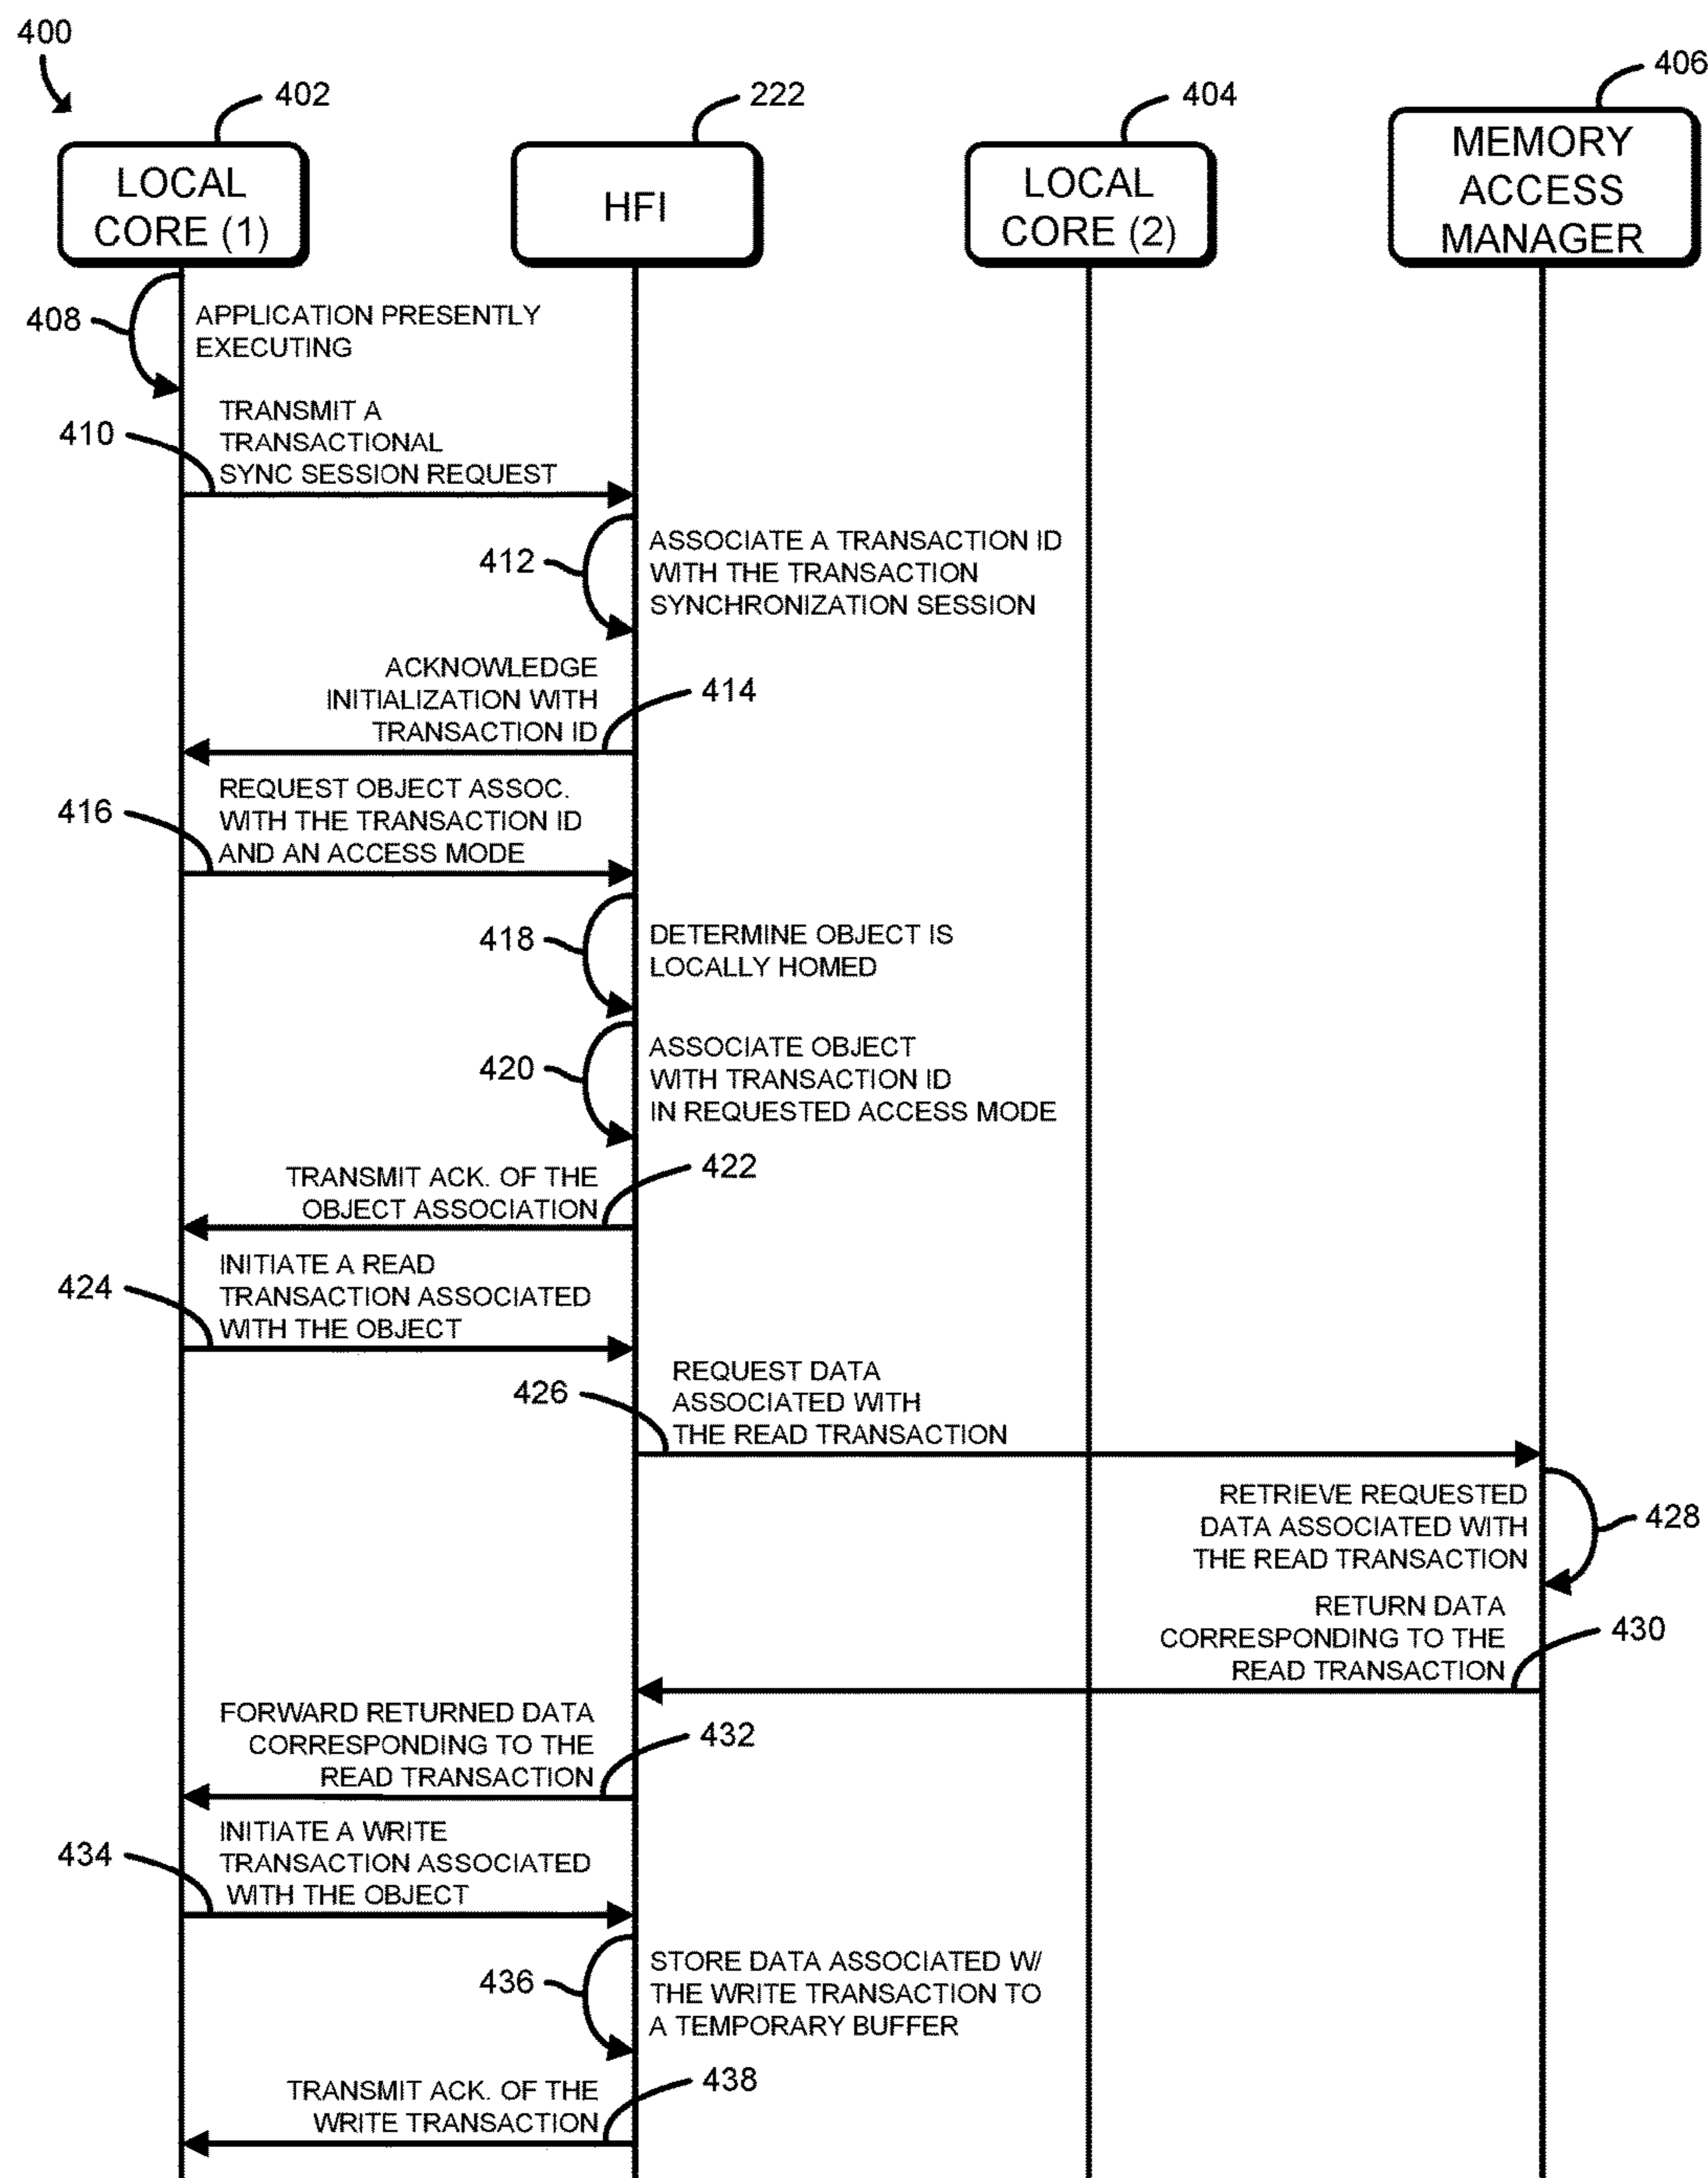 400
402
222
404
406
LOCAL
CORE (1)
HFI
LOCAL
CORE (2)
MEMORY
ACCESS
MANAGER
408
APPLICATION PRESENTLY
EXECUTING
410
TRANSMIT A
TRANSACTIONAL
SYNC SESSION REQUEST
412
ASSOCIATE A TRANSACTION ID
WITH THE TRANSACTION
SYNCHRONIZATION SESSION
ACKNOWLEDGE
INITIALIZATION WITH
TRANSACTION ID
414
416
REQUEST OBJECT ASSOC.
WITH THE TRANSACTION ID
AND AN ACCESS MODE
418
DETERMINE OBJECT IS
LOCALLY HOMED
420
ASSOCIATE OBJECT
WITH TRANSACTION ID
IN REQUESTED ACCESS MODE
TRANSMIT ACK. OF THE
OBJECT ASSOCIATION
422
424
INITIATE A READ
TRANSACTION ASSOCIATED
WITH THE OBJECT
426
REQUEST DATA
ASSOCIATED WITH
THE READ TRANSACTION
RETRIEVE REQUESTED
DATA ASSOCIATED WITH
THE READ TRANSACTION
428
RETURN DATA
CORRESPONDING TO THE
READ TRANSACTION
430
FORWARD RETURNED DATA
CORRESPONDING TO THE
READ TRANSACTION
432
434
INITIATE A WRITE
TRANSACTION ASSOCIATED
WITH THE OBJECT
436
STORE DATA ASSOCIATED W/
THE WRITE TRANSACTION TO
A TEMPORARY BUFFER
TRANSMIT ACK. OF THE
WRITE TRANSACTION
438